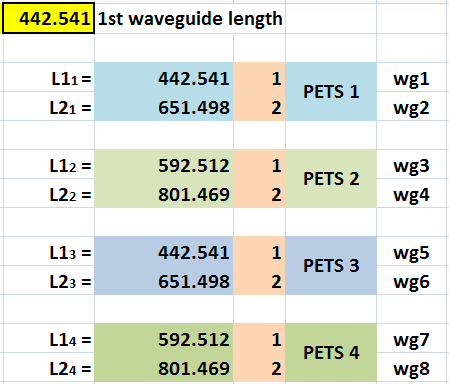 442.541 1st waveguide length
L1₁ = 442.541 1 PETS 1 wg1
L2₁ = 651.498 2 wg2
L1₂ = 592.512 1 PETS 2 wg3
L2₂ = 801.469 2 wg4
L1₃ = 442.541 1 PETS 3 wg5
L2₃ = 651.498 2 wg6
L1₄ = 592.512 1 PETS 4 wg7
L2₄ = 801.469 2 wg8